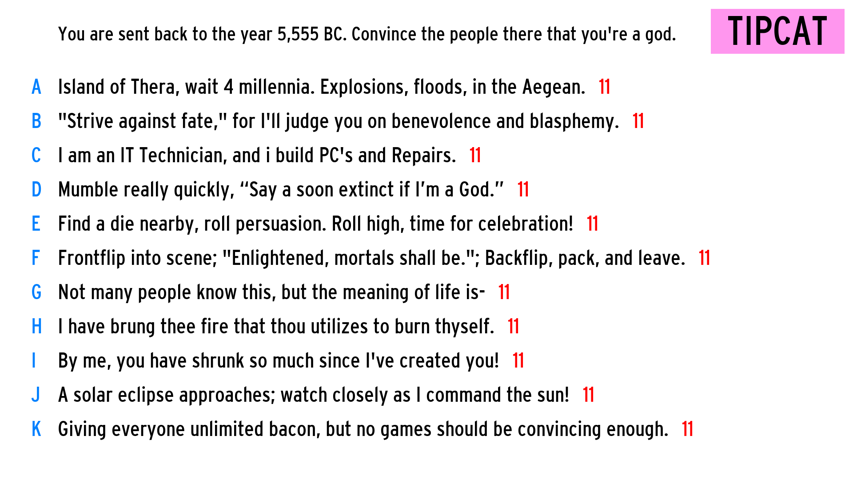 You are sent back to the year 5,555 BC. Convince the people there that you're a god.
TIPCAT
A Island of Thera, wait 4 millennia. Explosions, floods, in the Aegean. 11
B "Strive against fate," for I'll judge you on benevolence and blasphemy. 11
C I am an IT Technician, and i build PC's and Repairs. 11
D Mumble really quickly, “Say a soon extinct if I’m a God.” 11
E Find a die nearby, roll persuasion. Roll high, time for celebration! 11
F Frontflip into scene; "Enlightened, mortals shall be."; Backflip, pack, and leave. 11
G Not many people know this, but the meaning of life is- 11
H I have brung thee fire that thou utilizes to burn thyself. 11
I By me, you have shrunk so much since I've created you! 11
J A solar eclipse approaches; watch closely as I command the sun! 11
K Giving everyone unlimited bacon, but no games should be convincing enough. 11